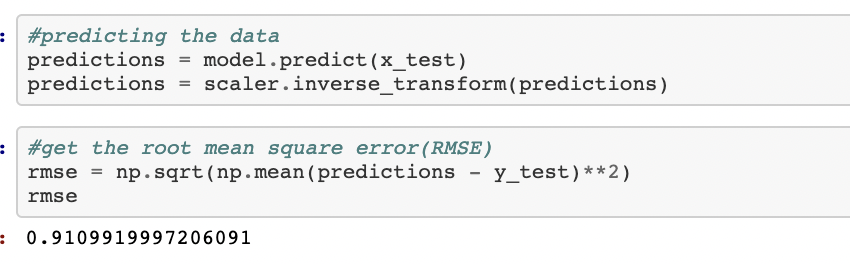 : #predicting the data
predictions = model.predict(x_test)
predictions = scaler.inverse_transform(predictions)
: #get the root mean square error(RMSE)
rmse = np.sqrt(np.mean(predictions - y_test)**2)
rmse
: 0.9109919997206091